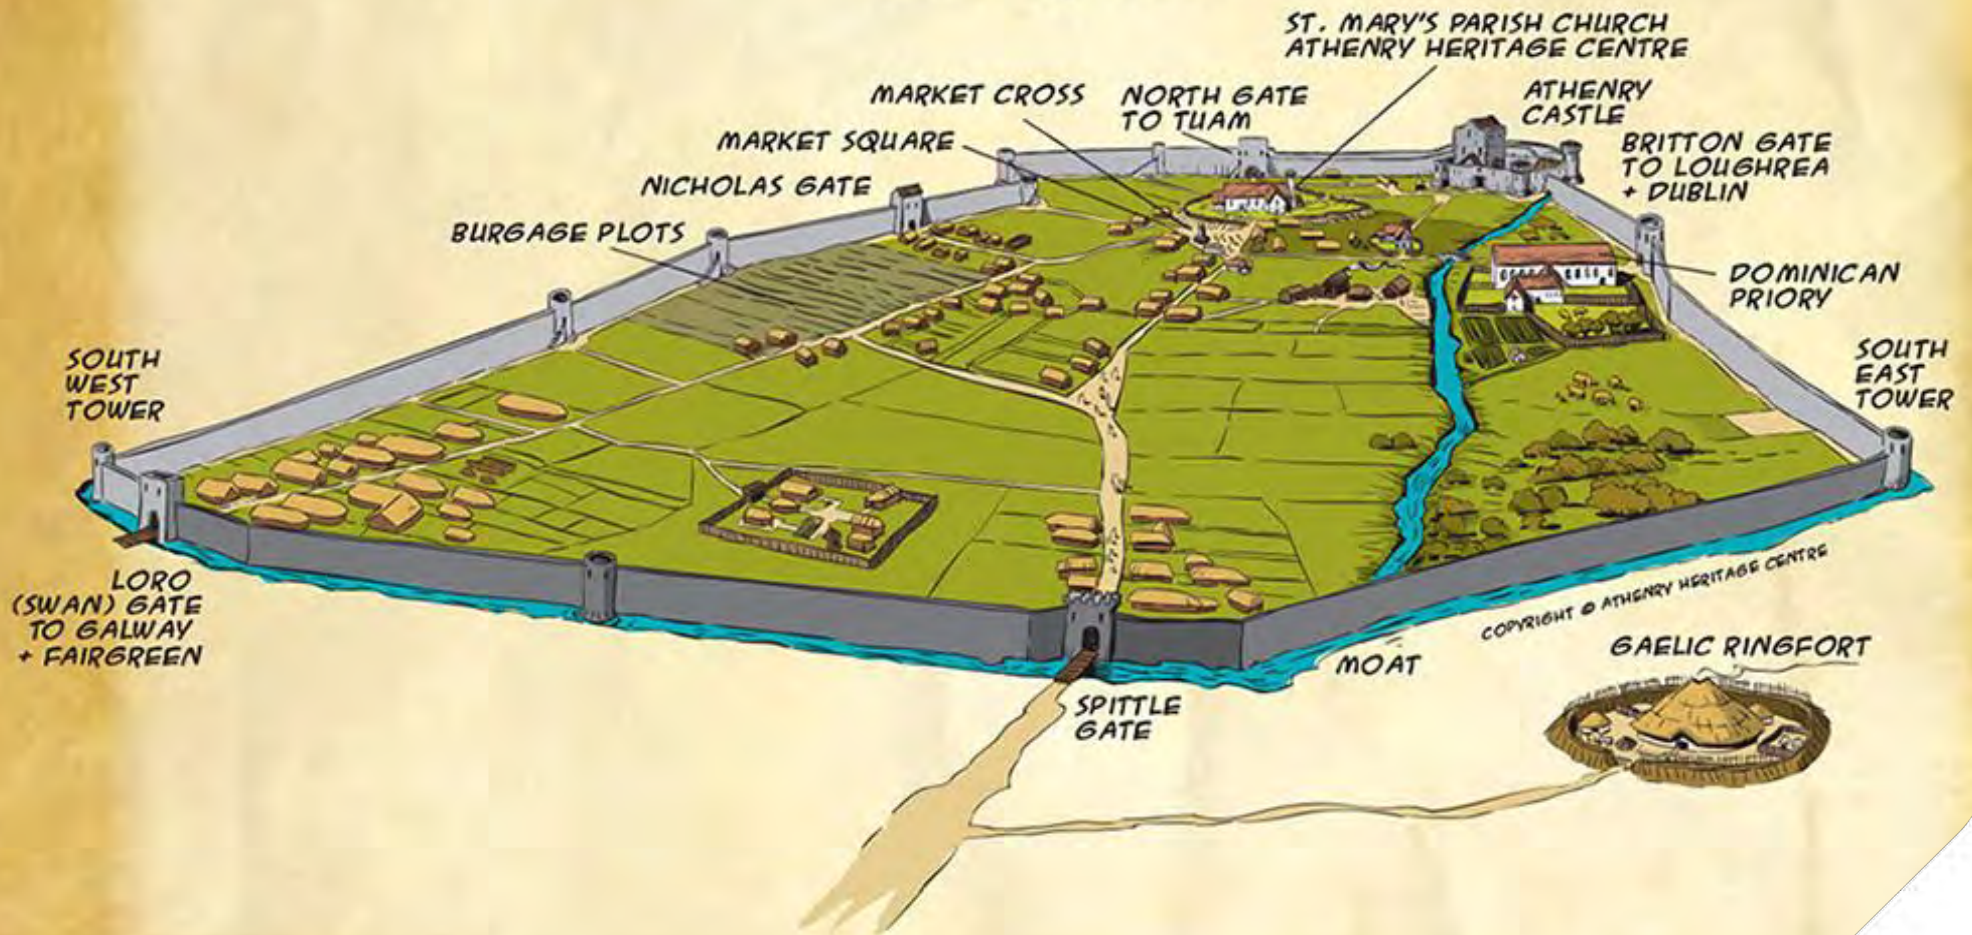 ST. MARY'S PARISH CHURCH
ATHENRY HERITAGE CENTRE
MARKET CROSS
NORTH GATE
TO TUAM
ATHENRY
CASTLE
MARKET SQUARE
BRITTON GATE
TO LOUGHREA
+ DUBLIN
NICHOLAS GATE
BURGAGE PLOTS
DOMINICAN
PRIORY
SOUTH
WEST
TOWER
SOUTH
EAST
TOWER
LORO
(SWAN) GATE
TO GALWAY
+ FAIRGREEN
COPYRIGHT © ATHENRY HERITAGE CENTRE
GAELIC RINGFORT
MOAT
SPITTLE
GATE